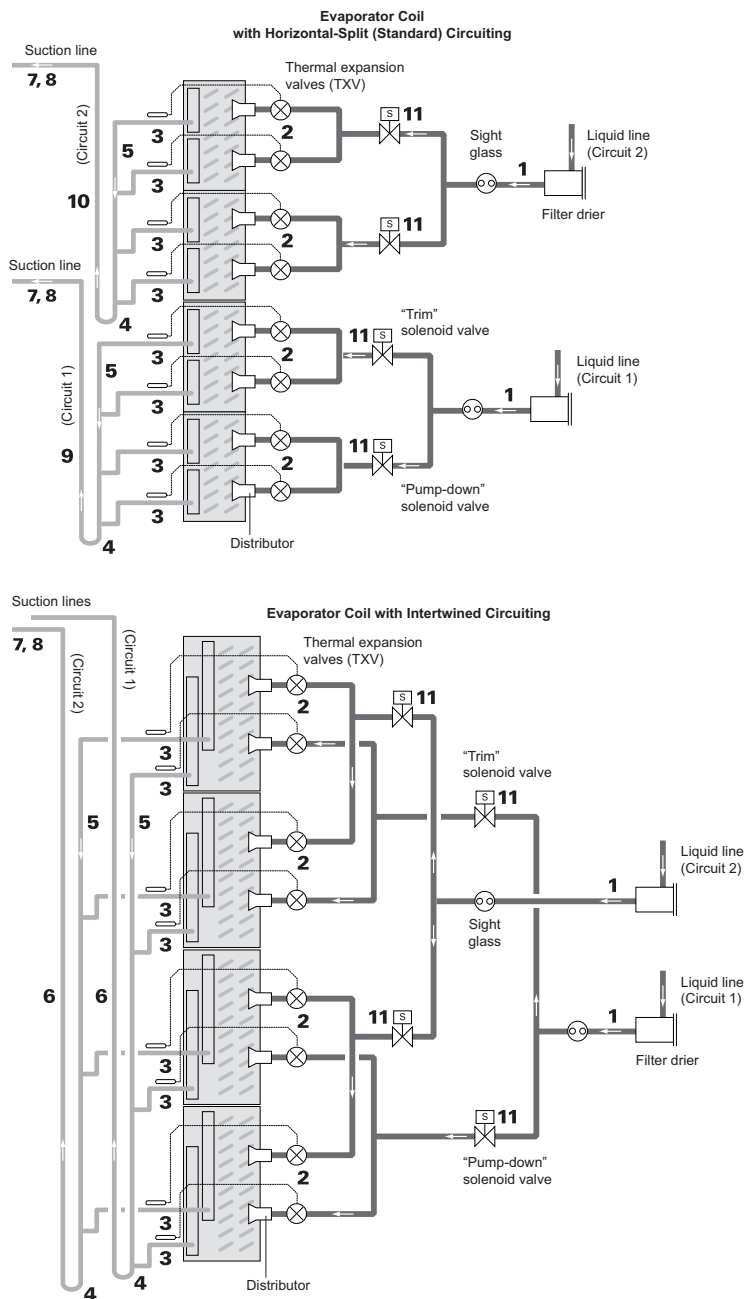 Evaporator Coil
with Horizontal-Split (Standard) Circuiting
Suction line
7, 8
(Circuit 2)
Thermal expansion
valves (TXV)
11
S
Sight
glass
1
Liquid line
(Circuit 2)
Filter drier
3
2
5
3
10
3
2
S
11
3
4
Suction line
7, 8
(Circuit 1)
"Trim"
solenoid valve
11
S
3
2
5
3
1
Liquid line
(Circuit 1)
9
3
2
11
S
3
4
"Pump-down"
solenoid valve
Distributor
Suction lines
7, 8
(Circuit 2)
(Circuit 1)
Evaporator Coil with Intertwined Circuiting
Thermal expansion
valves (TXV)
2
S
11
3
3
"Trim"
solenoid valve
S
11
5
5
2
Liquid line
(Circuit 2)
1
3
3
Sight
glass
6
6
2
11
S
Liquid line
(Circuit 1)
1
Filter drier
3
3
S
11
"Pump-down"
solenoid valve
2
3
3
4
4
Distributor